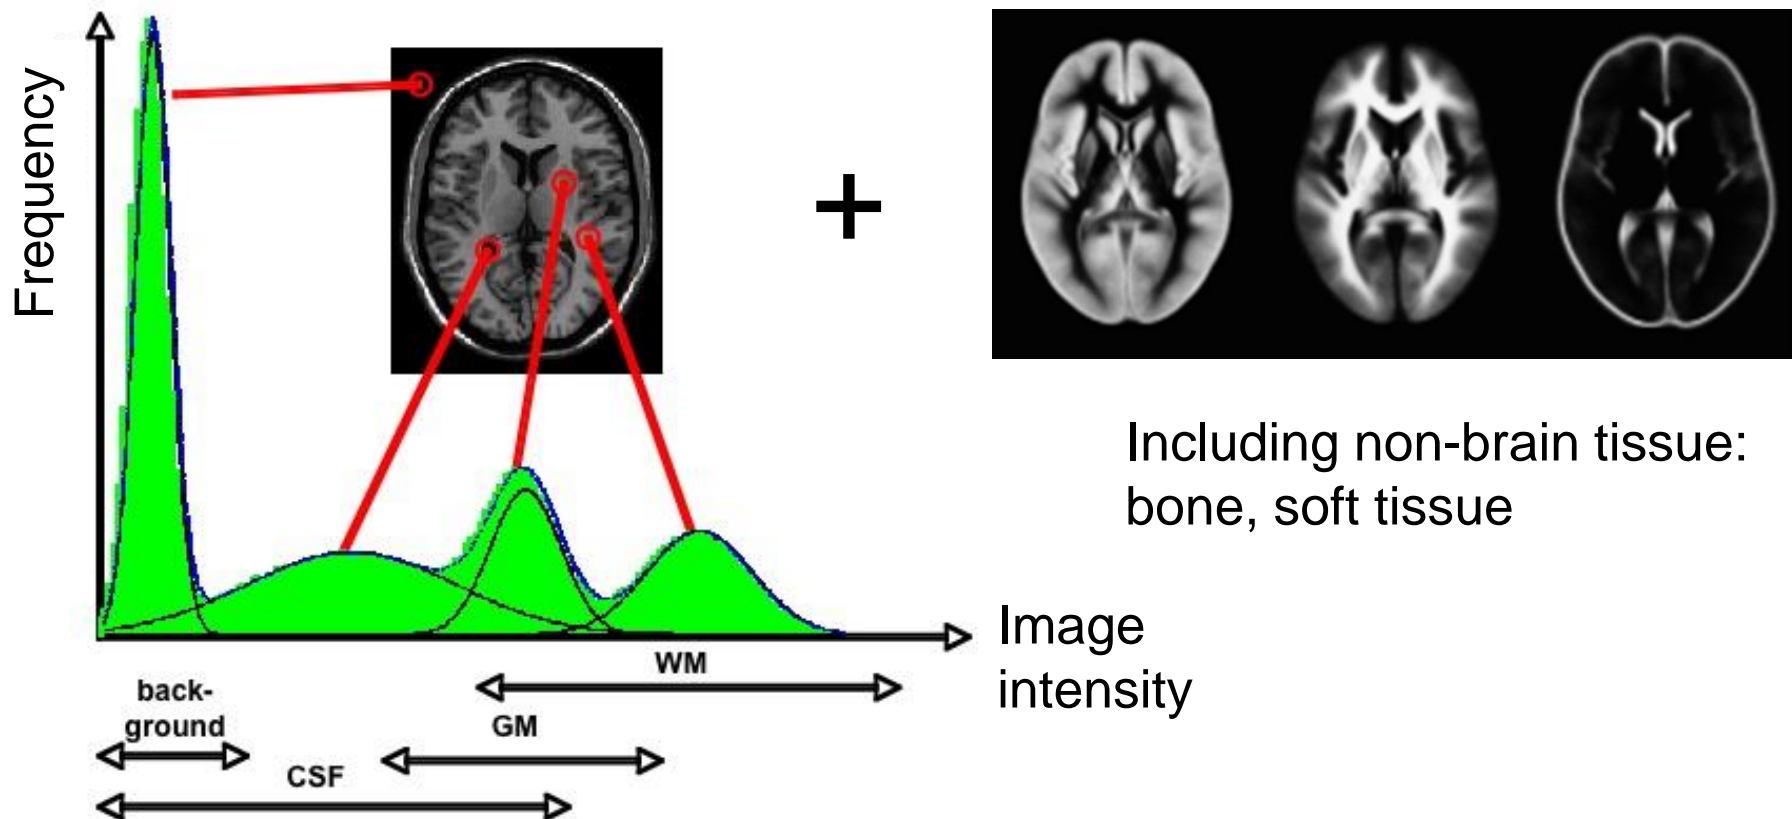 Frequency
+
Including non-brain tissue:
bone, soft tissue
Image
intensity
WM
back-
ground
GM
CSF